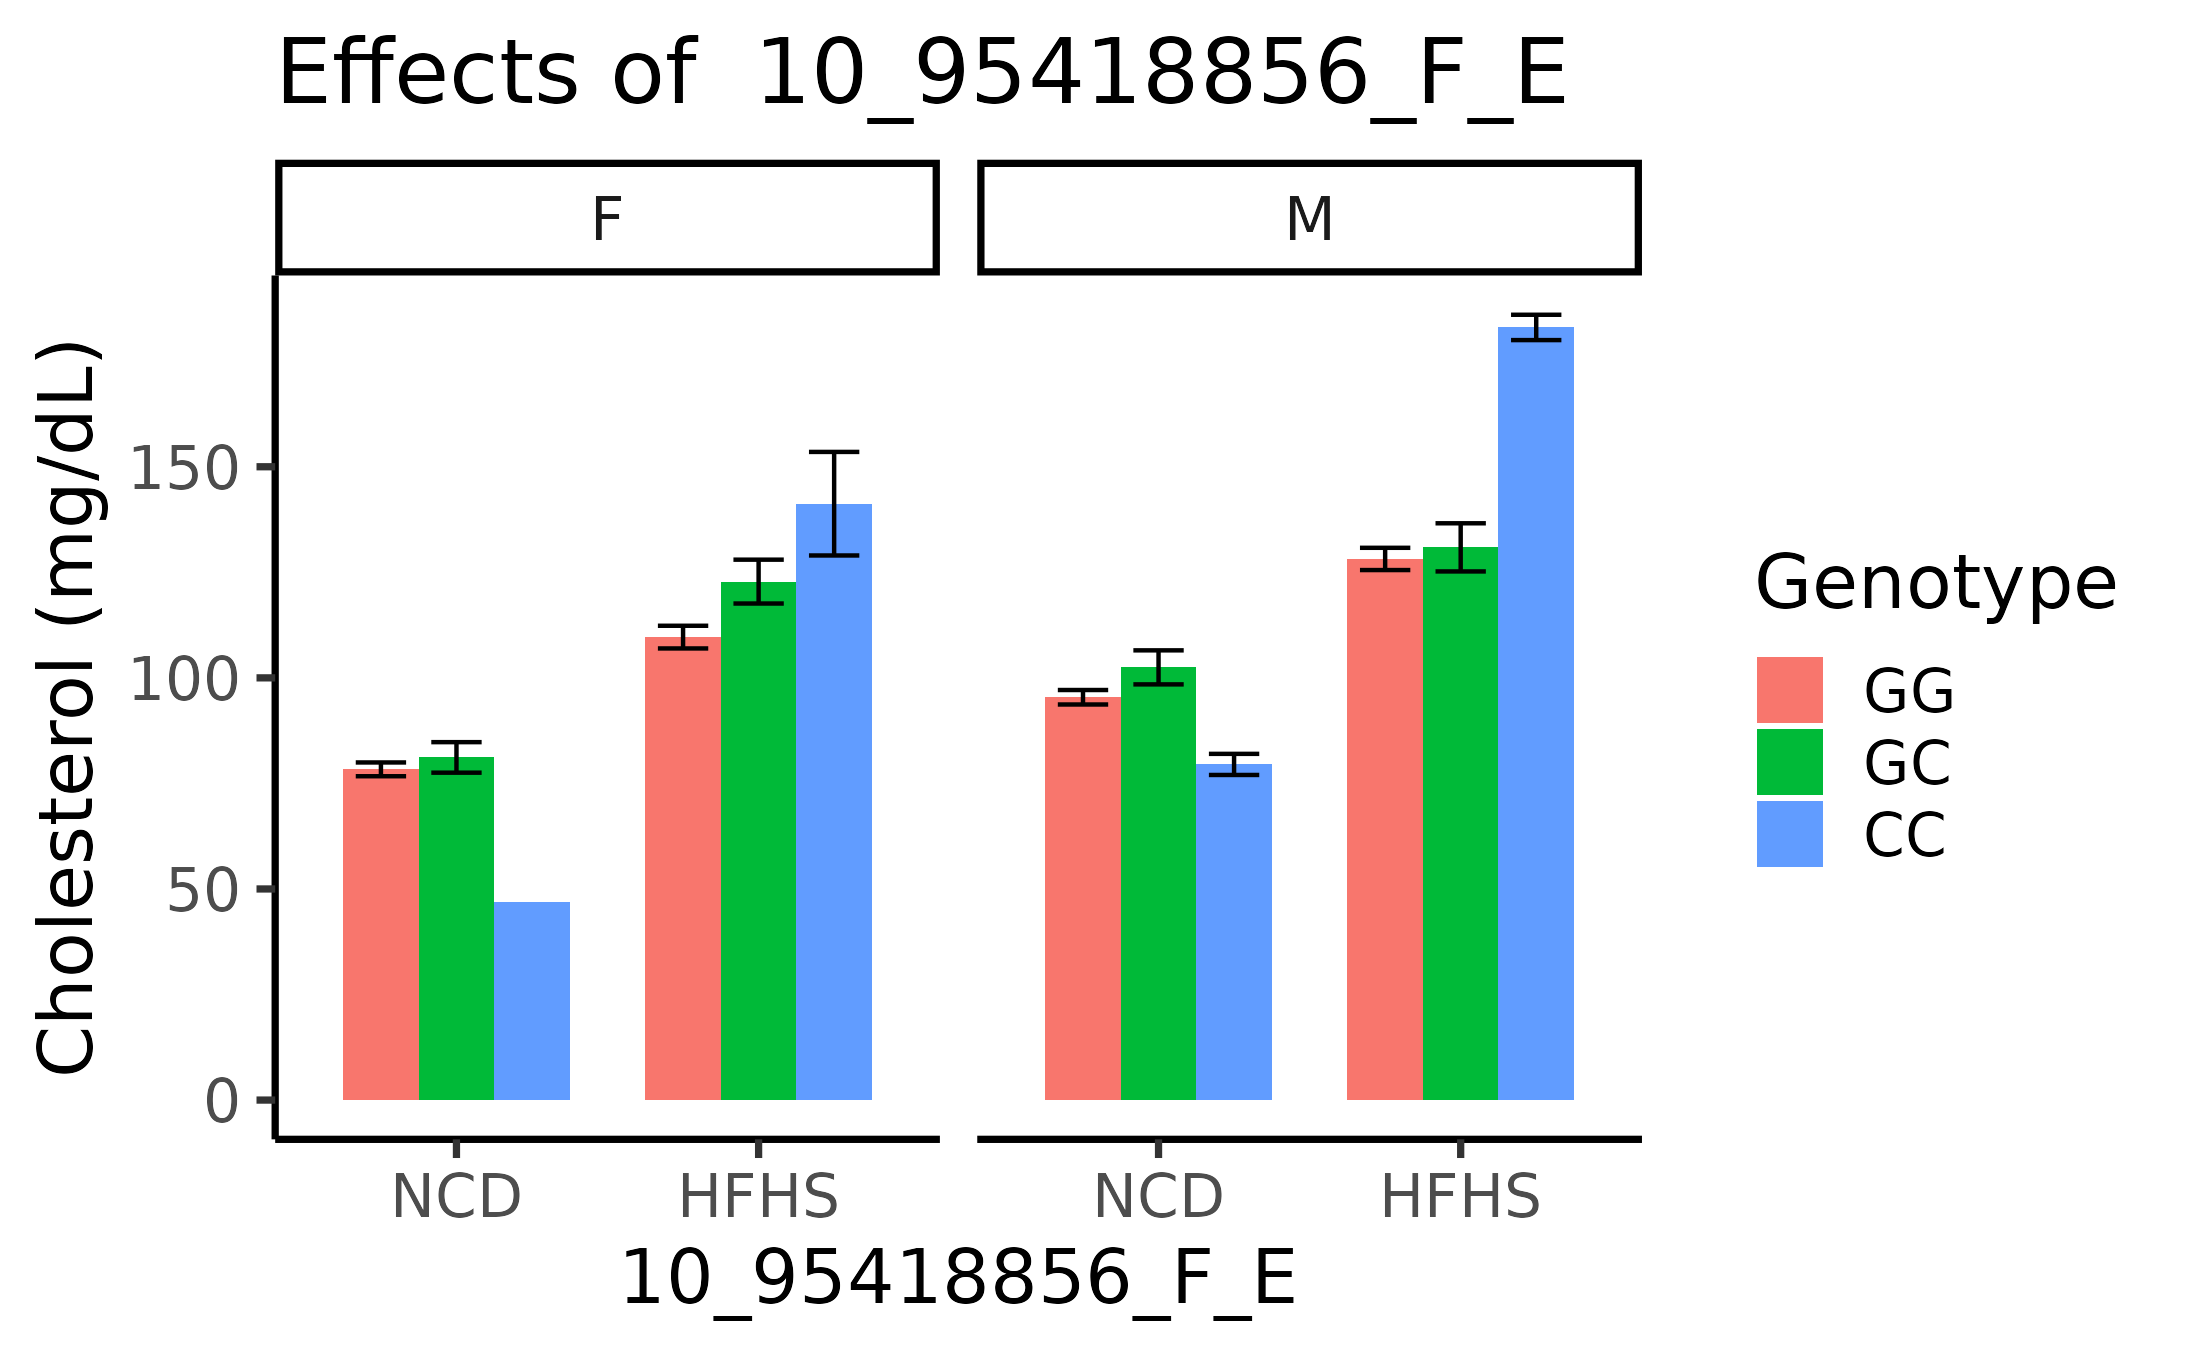 Effects of  10_95418856_F_E
F
M
Cholesterol (mg/dL)
150
100
50
0
NCD
HFHS
NCD
HFHS
10_95418856_F_E
Genotype
GG
GC
CC